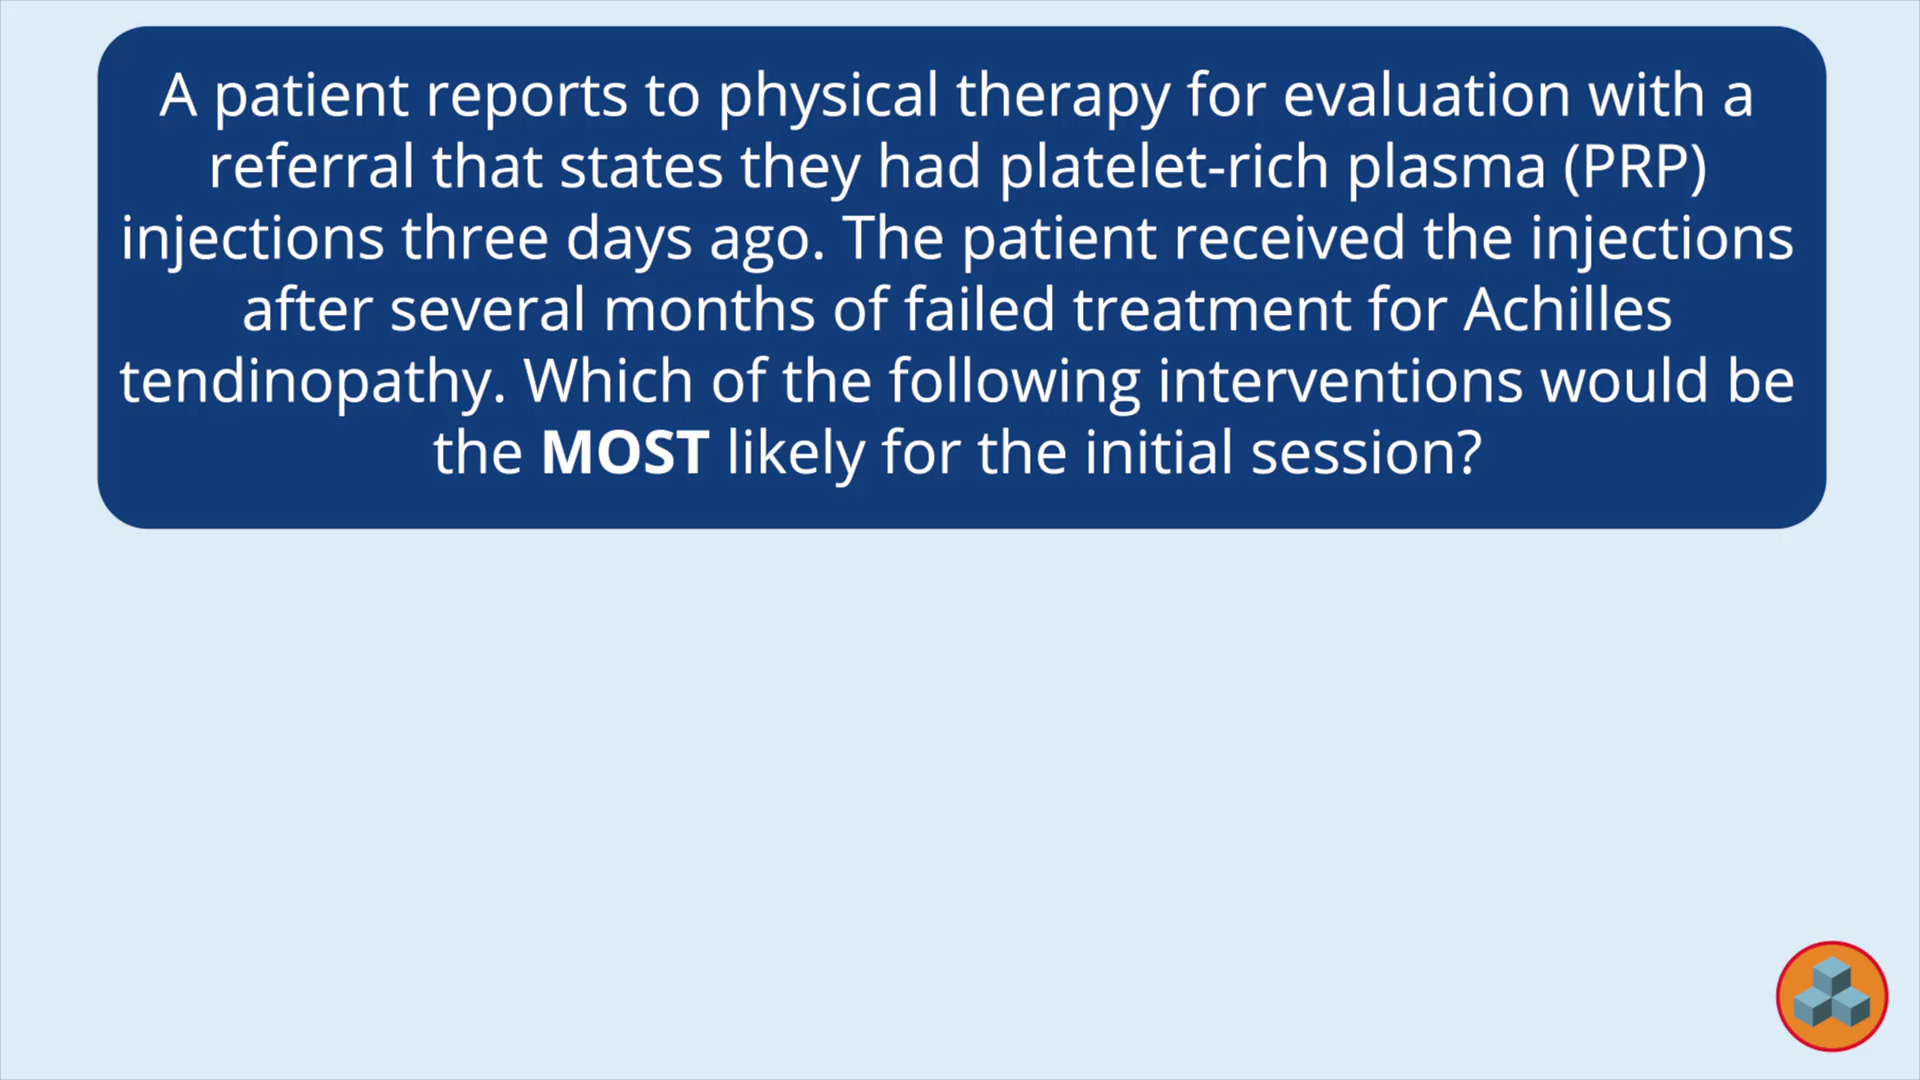 A patient reports to physical therapy for evaluation with a
referral that states they had platelet-rich plasma (PRP)
injections three days ago. The patient received the injections
after several months of failed treatment for Achilles
tendinopathy. Which of the following interventions would be
the MOST likely for the initial session?